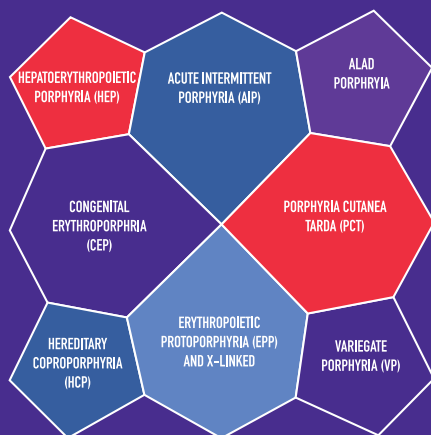 HEPATOERYTHROPOIETIC
PORPHYRIA (HEP)
ACUTE INTERMITTENT
PORPHYRIA (AIP)
ALAD
PORPHRYIA
CONGENITAL
ERYTHROPORPHRIA
(CEP)
PORPHYRIA CUTANEA
TARDA (PCT)
HEREDITARY
COPROPORPHYRIA
(HCP)
ERYTHROPOIETIC
PROTOPORPHYRIA (EPP)
AND X-LINKED
VARIEGATE
PORPHYRIA (VP)